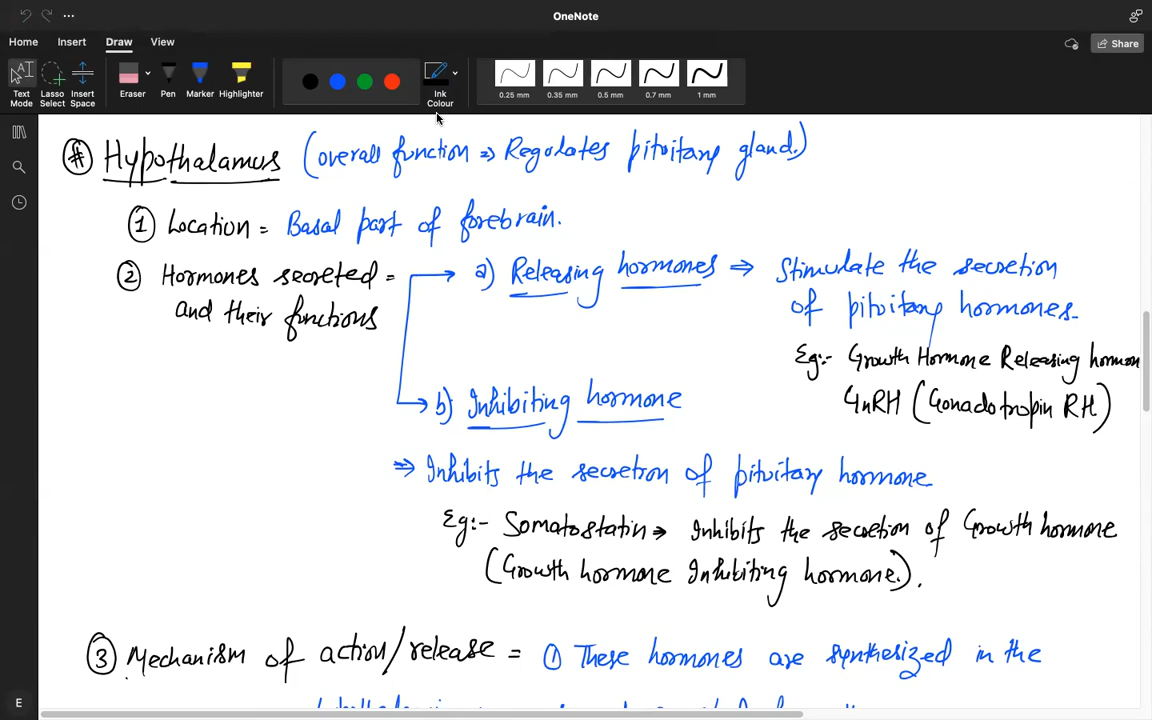 OneNote
Home Insert Draw View
Share
Text Mode
Lasso Select
Insert Space
Eraser
Pen
Marker
Highlighter
Ink Colour
0.25 mm 0.35 mm 0.5 mm 0.7 mm 1 mm
# Hypothalamus (overall function => Regulates pituitary gland.)
① Location = Basal part of forebrain.
② Hormones secreted = and their functions
a) Releasing hormones ⇒ Stimulate the secretion
of pituitary hormones.
Eg:- Growth Hormone Releasing hormon
GnRH (Gonadotropin RH)
b) Inhibiting hormone
⇒ Inhibits the secretion of pituitary hormone
Eg:- Somatostatin → Inhibits the secretion of Growth hormone
(Growth hormone Inhibiting hormone.).
③ Mechanism of action/release = ① These hormones are synthesized in the
E